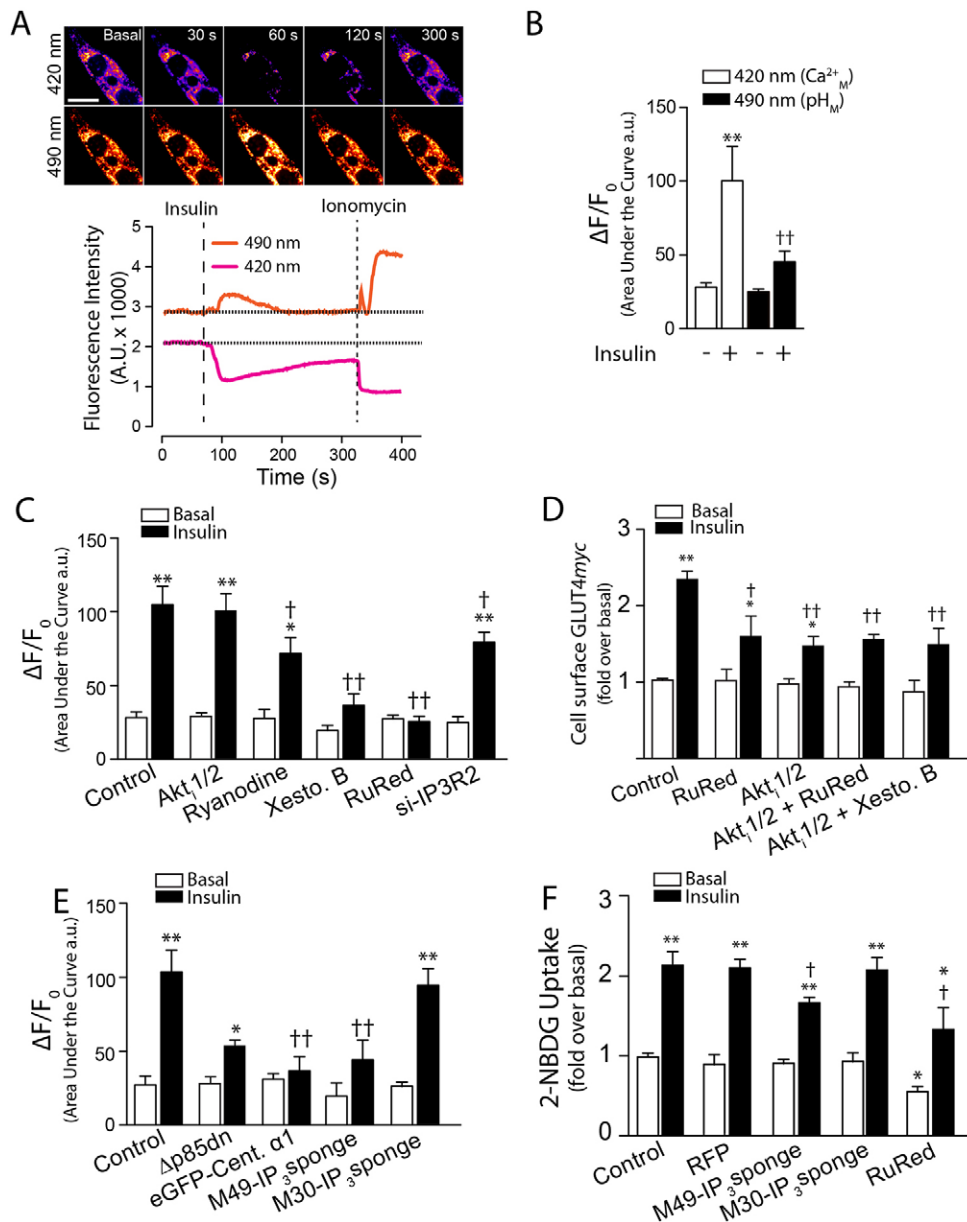 A
Basal
30 s
60 s
120 s
300 s
420 nm
490 nm
Insulin
Ionomycin
490 nm
420 nm
Fluorescence Intensity
(A.U. x 1000)
5
4
3
2
1
0
0
100
200
300
400
Time (s)
B
420 nm (Ca²⁺M)
490 nm (pHM)
ΔF/F0
(Area Under the Curve a.u.)
150
100
50
0
**
††
Insulin
- + - +
C
Basal
Insulin
ΔF/F0
(Area Under the Curve a.u.)
150
100
50
0
**
**
†
*
††
††
†
**
Control
Akti1/2
Ryanodine
Xesto. B
RuRed
si-IP3R2
D
Basal
Insulin
Cell surface GLUT4myc
(fold over basal)
3
2
1
**
†
*
††
*
††
††
Control
RuRed
Akti1/2
Akti1/2 + RuRed
Akti1/2 + Xesto. B
E
Basal
Insulin
ΔF/F0
(Area Under the Curve a.u.)
150
100
50
0
**
*
††
††
**
Control
Δp85dn
eGFP-Cent. α1
M49-IP3sponge
M30-IP3sponge
F
Basal
Insulin
2-NBDG Uptake
(fold over basal)
3
2
1
0
**
**
†
**
**
*
*
†
Control
RFP
M49-IP3sponge
M30-IP3sponge
RuRed